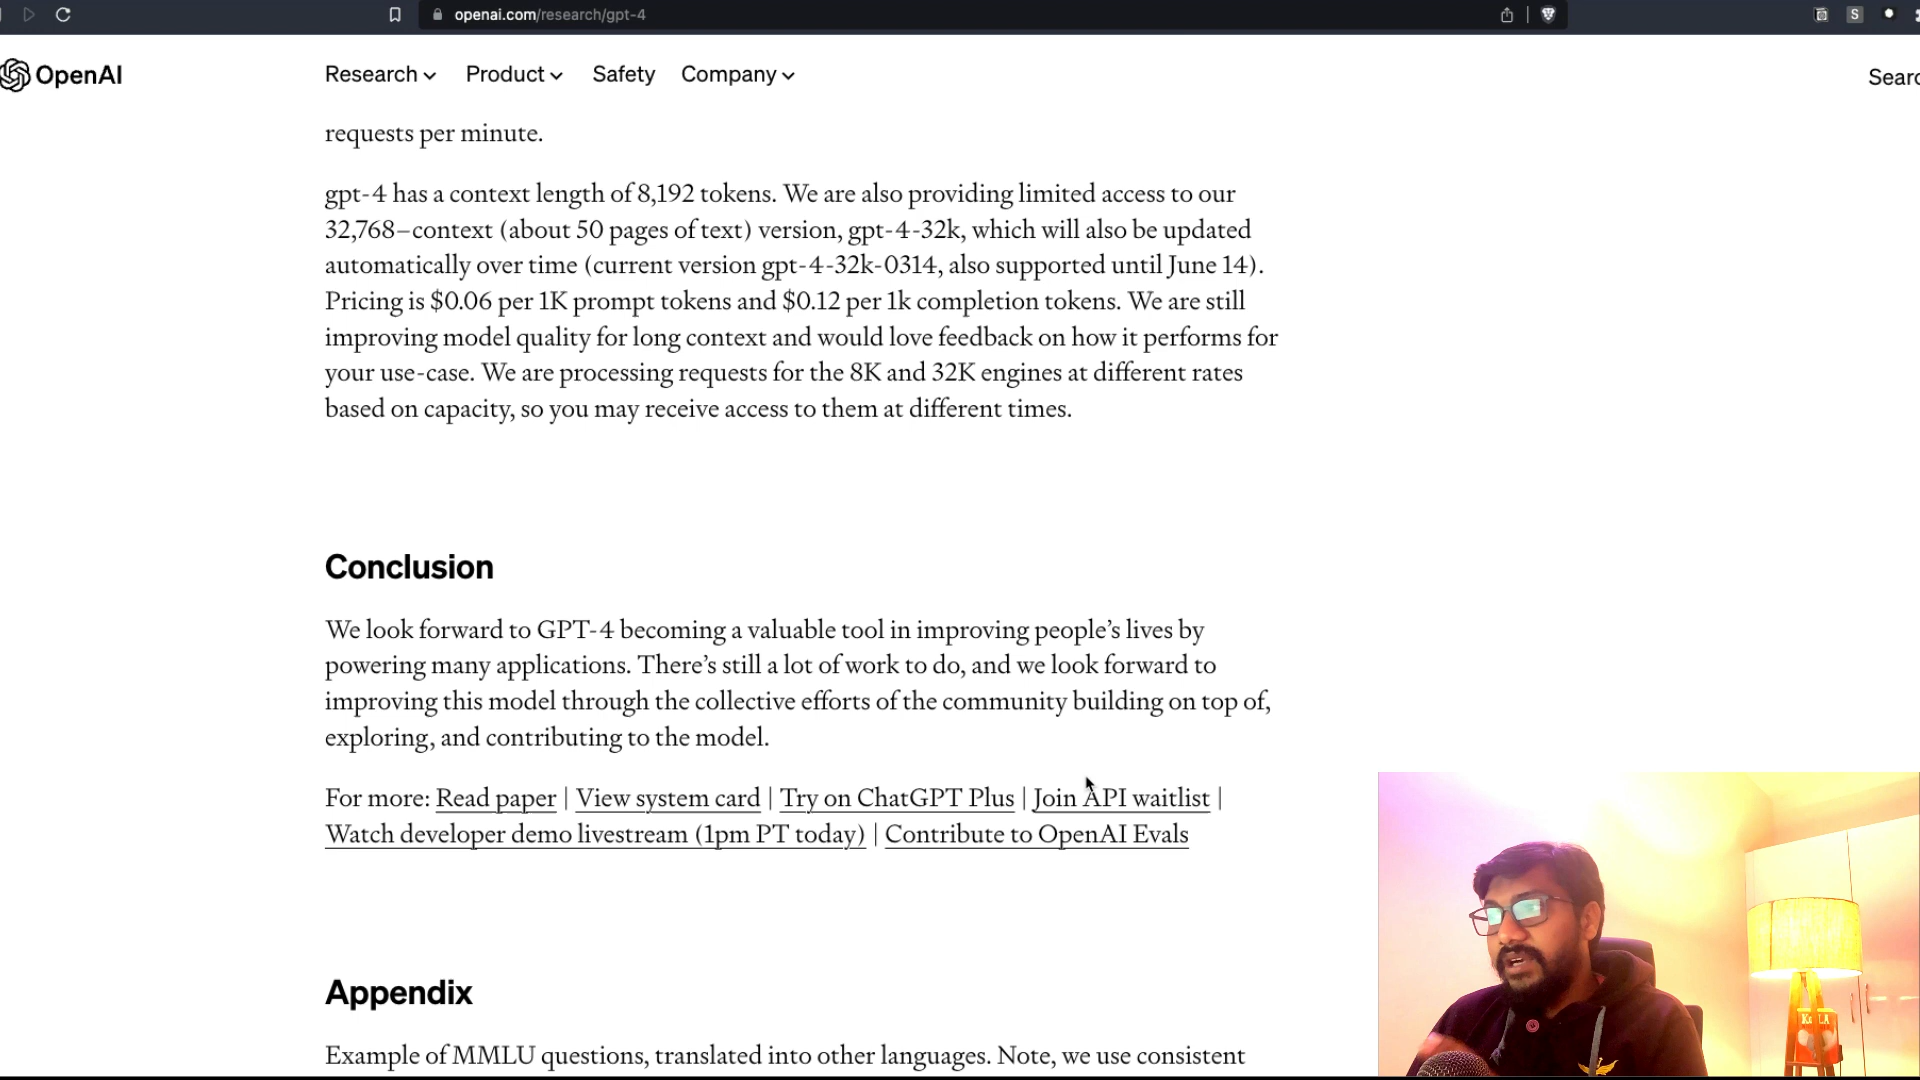 openai.com/research/gpt-4
S
OpenAI
Research
Product
Safety
Company
Sear
requests per minute.
gpt-4 has a context length of 8,192 tokens. We are also providing limited access to our
32,768–context (about 50 pages of text) version, gpt-4-32k, which will also be updated
automatically over time (current version gpt-4-32k-0314, also supported until June 14).
Pricing is $0.06 per 1K prompt tokens and $0.12 per 1k completion tokens. We are still
improving model quality for long context and would love feedback on how it performs for
your use-case. We are processing requests for the 8K and 32K engines at different rates
based on capacity, so you may receive access to them at different times.
Conclusion
We look forward to GPT-4 becoming a valuable tool in improving people’s lives by
powering many applications. There’s still a lot of work to do, and we look forward to
improving this model through the collective efforts of the community building on top of,
exploring, and contributing to the model.
For more: Read paper | View system card | Try on ChatGPT Plus | Join API waitlist |
Watch developer demo livestream (1pm PT today) | Contribute to OpenAI Evals
Appendix
Example of MMLU questions, translated into other languages. Note, we use consistent